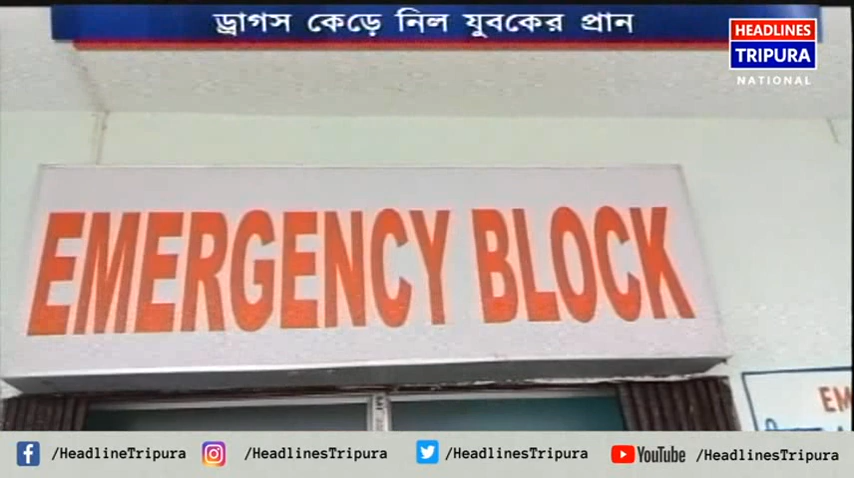 ড্রাগস কেড়ে নিল যুবকের প্রান
HEADLINES
TRIPURA
NATIONAL
EMERGENCY BLOCK
EM
/HeadlineTripura /HeadlinesTripura /HeadlinesTripura YouTube /HeadlinesTripura